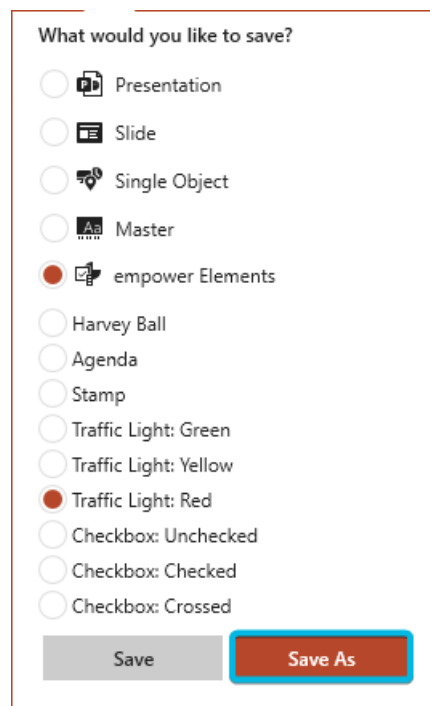 What would you like to save?
Presentation
Slide
Single Object
Aa Master
empower Elements
Harvey Ball
Agenda
Stamp
Traffic Light: Green
Traffic Light: Yellow
Traffic Light: Red
Checkbox: Unchecked
Checkbox: Checked
Checkbox: Crossed
Save Save As